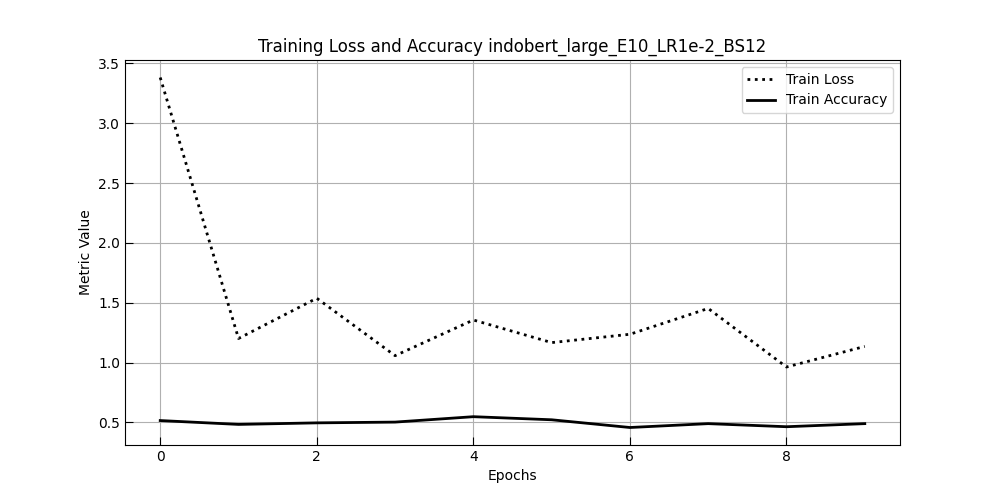 Training Loss and Accuracy indobert_large_E10_LR1e-2_BS12
Train Loss
Train Accuracy
Metric Value
3.5
3.0
2.5
2.0
1.5
1.0
0.5
0 2 4 6 8
Epochs